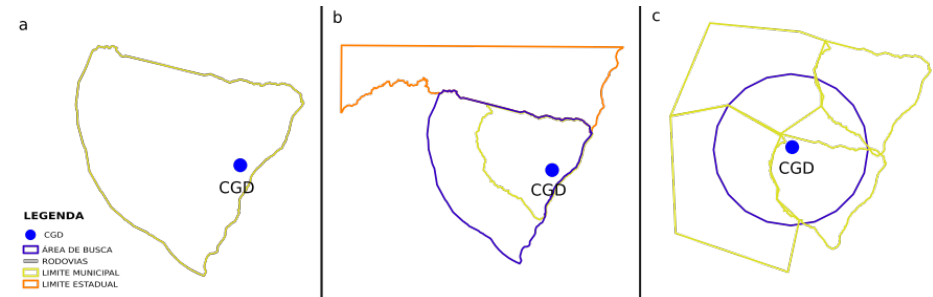 a
CGD
LEGENDA
CGD
ÁREA DE BUSCA
RODOVIAS
LIMITE MUNICIPAL
LIMITE ESTADUAL
b
CGD
c
CGD